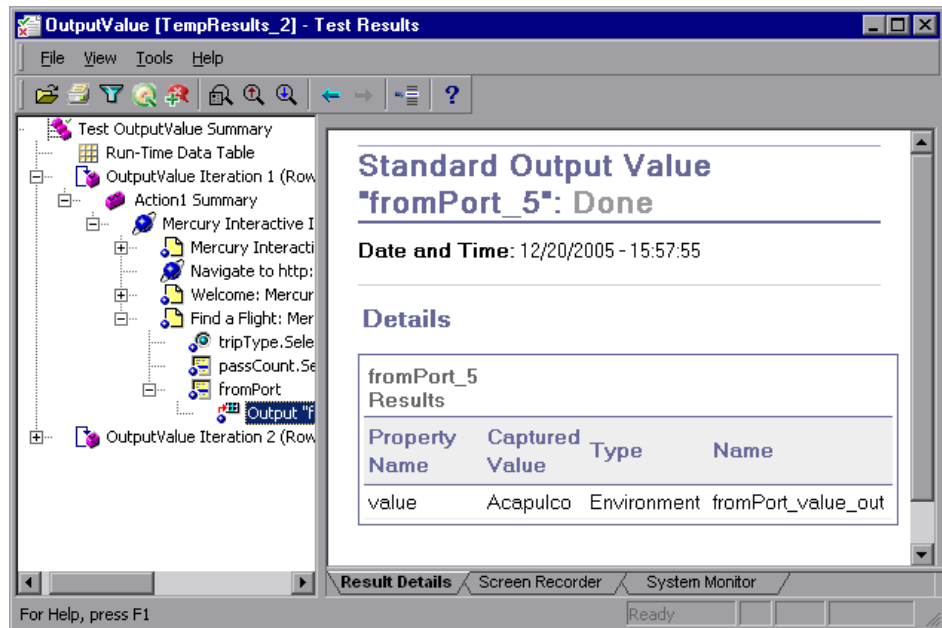 OutputValue [TempResults_2] - Test Results
File View Tools Help
Test OutputValue Summary
Run-Time Data Table
OutputValue Iteration 1 (Row
Action1 Summary
Mercury Interactive I
Mercury Interacti
Navigate to http:
Welcome: Mercur
Find a Flight: Mer
tripType.Sele
passCount.Se
fromPort
Output "f
OutputValue Iteration 2 (Row
Standard Output Value
"fromPort_5": Done
Date and Time: 12/20/2005 - 15:57:55
Details
fromPort_5
Results
Property Name Captured Value Type Name
value Acapulco Environment fromPort_value_out
Result Details Screen Recorder System Monitor
For Help, press F1 Ready